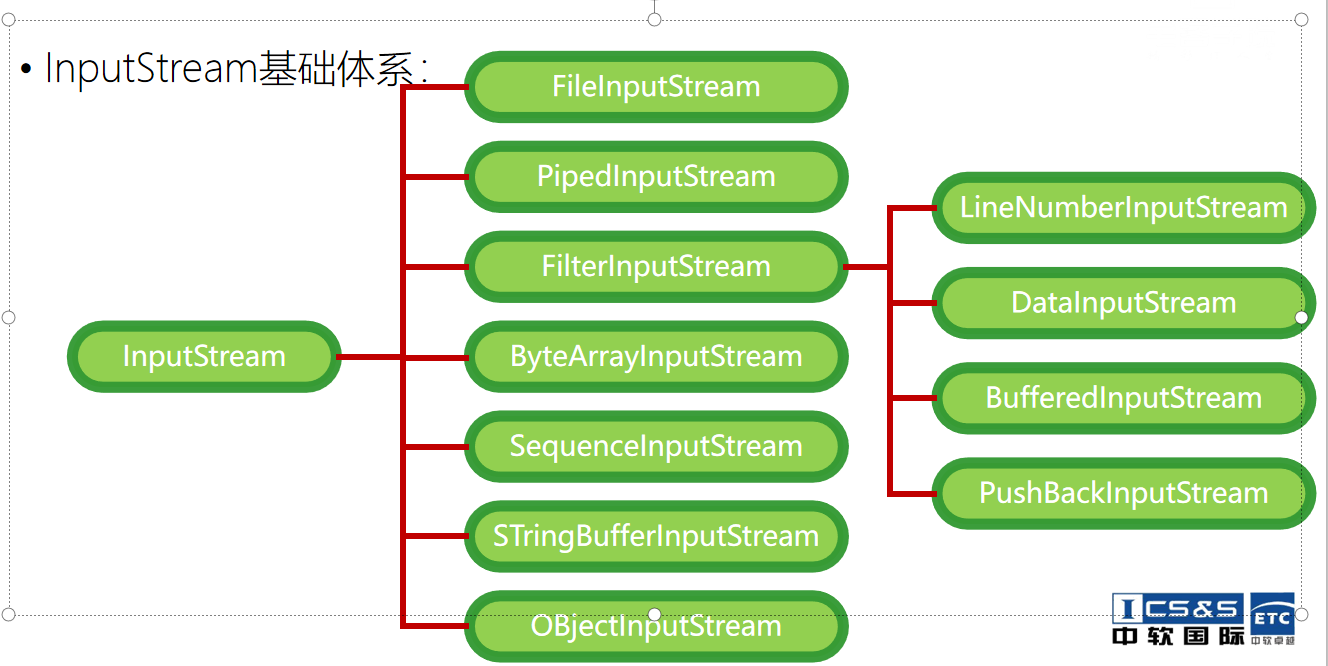 • InputStream基础体系：
FileInputStream
PipedInputStream
FilterInputStream
InputStream
ByteArrayInputStream
SequenceInputStream
STringBufferInputStream
OBjectInputStream
LineNumberInputStream
DataInputStream
BufferedInputStream
PushBackInputStream
ICS&S
中软国际
ETC
中软卓越